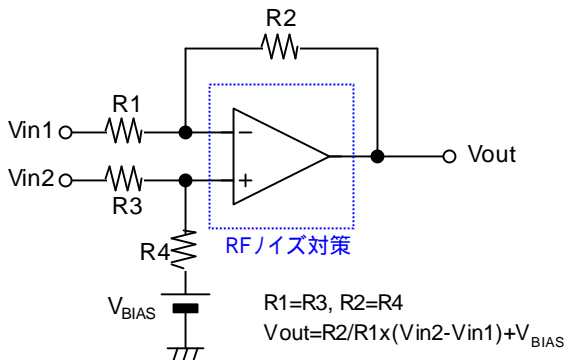 R2
R1
Vin1
Vin2
R3
Vout
RFノイズ対策
R4
VBIAS
R1=R3, R2=R4
Vout=R2/R1x(Vin2-Vin1)+VBIAS